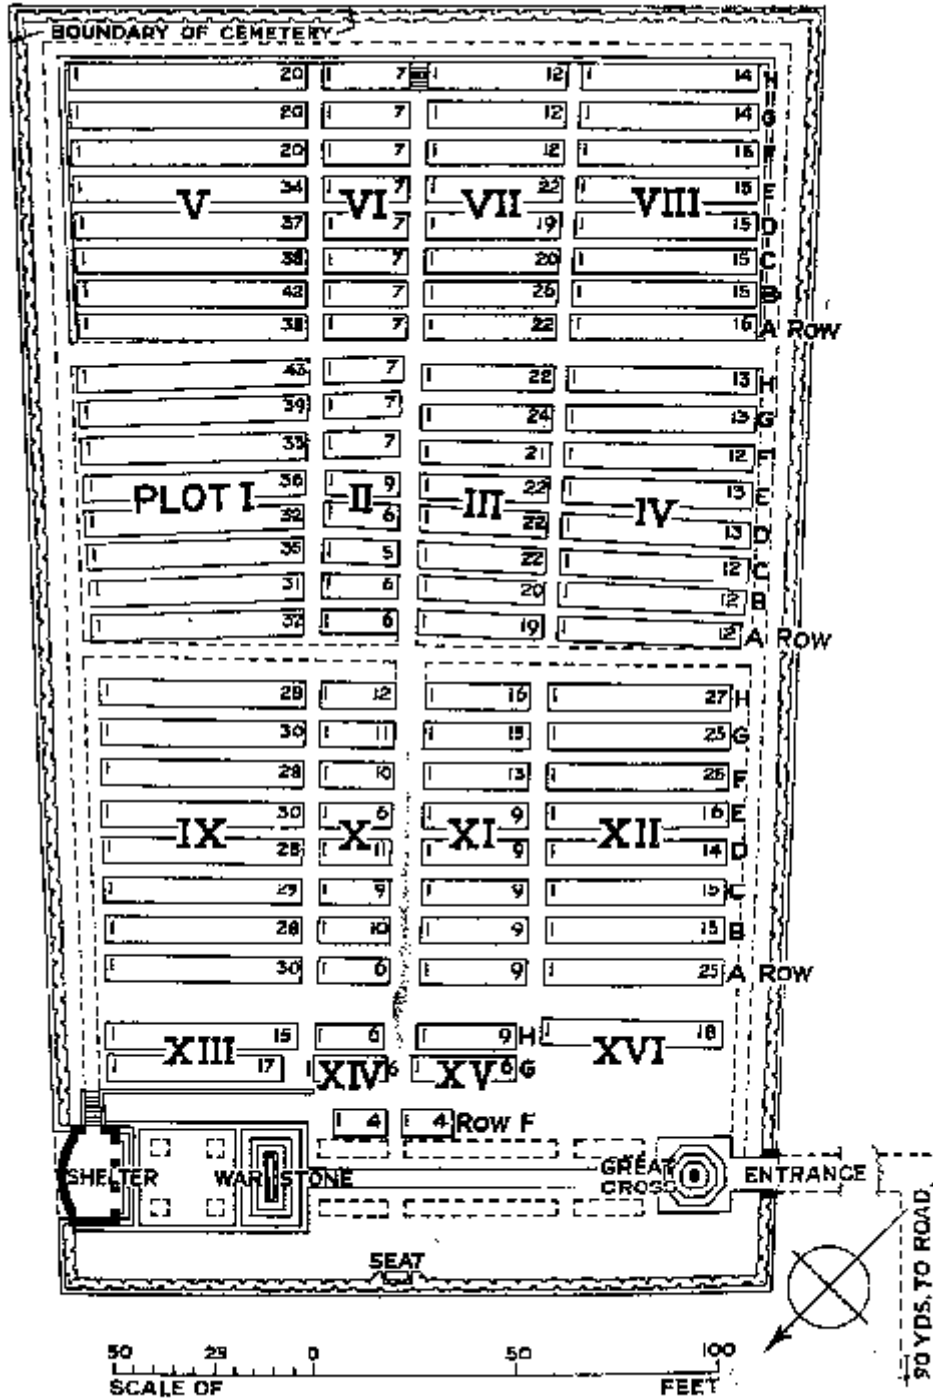 BOUNDARY OF CEMETERY
1 20 1 7 1 12 1 14 H
1 20 1 7 1 12 1 14 G
1 20 1 7 1 12 1 16 F
1 34 1 7 1 22 1 15 E
V VI VII VIII
1 37 1 7 1 19 1 15 D
1 38 1 7 1 20 1 15 C
1 42 1 7 1 26 1 15 B
1 38 1 7 1 22 1 16 A ROW
1 43 1 7 1 22 1 13 H
1 39 1 7 1 24 1 13 G
1 33 1 7 1 21 1 12 F
1 36 1 9 1 22 1 13 E
PLOT I II III IV
1 32 1 6 1 22 1 13 D
1 35 1 5 1 22 1 12 C
1 31 1 6 1 20 1 12 B
1 32 1 6 1 19 1 12 A ROW
1 28 1 12 1 16 1 27 H
1 30 1 11 1 15 1 25 G
1 28 1 10 1 13 1 26 F
1 30 1 6 1 9 1 16 E
IX X XI XII
1 28 1 11 1 9 1 14 D
1 29 1 9 1 9 1 15 C
1 28 1 10 1 9 1 15 B
1 30 1 6 1 9 1 25 A ROW
1 15 1 6 1 9 H 1 18
XIII XIV XV XVI
1 17 1 6 1 6 G
1 4 1 4 ROW F
SHELTER WAR STONE GREAT CROSS ENTRANCE
90 YDS. TO ROAD
SEAT
50 25 0 50 100
SCALE OF FEET